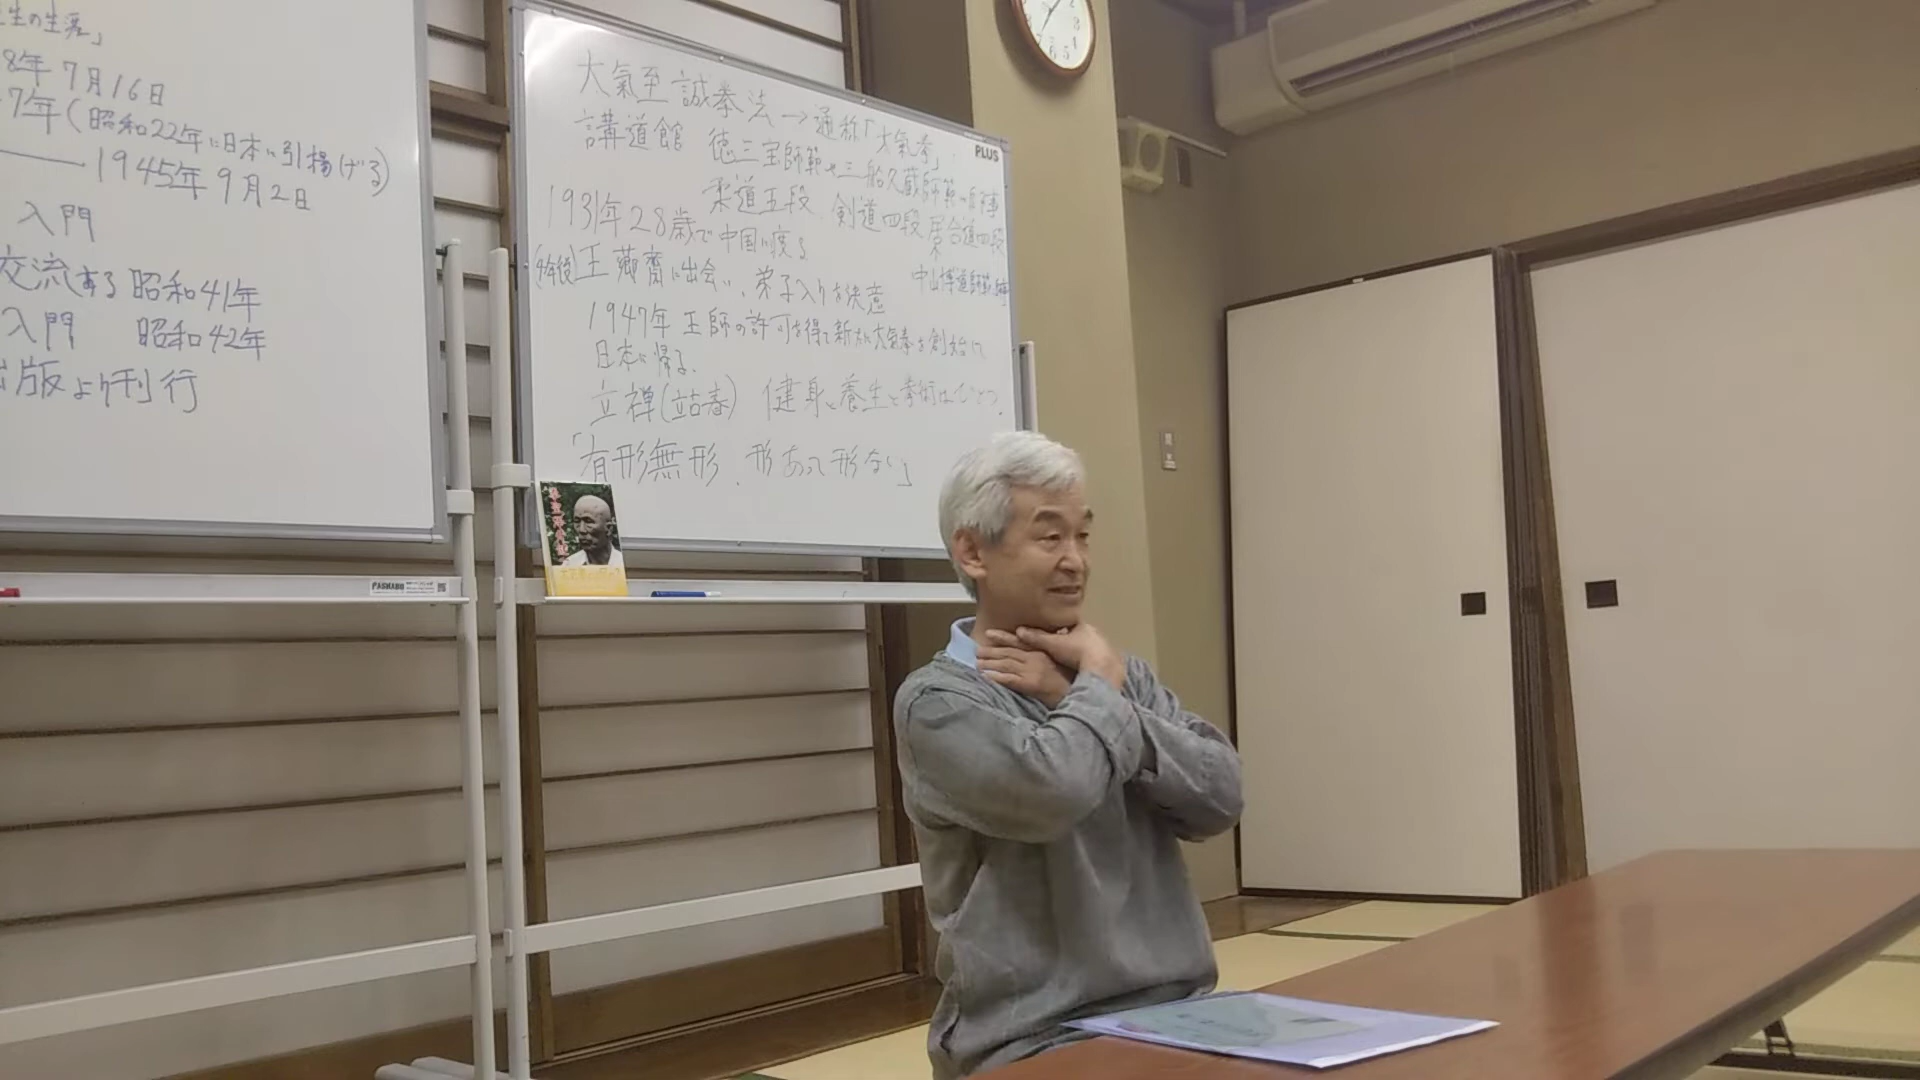 生の生涯」
8年 7月16日
7年(昭和22年に日本に引揚げる)
1945年9月2日
入門
交流ある 昭和41年
入門 昭和42年
出版より刊行
大氣至誠拳法→通称「大氣拳」
PLUS
講道館 徳三宝師範や三船久蔵師範に師事
柔道五段 剣道四段 居合道四段
1931年28歳で中国に渡る
中山博道師範に師事
(4年後)王薌齋に出会い、弟子入りを決意
1947年 王師の許可を得て新たに大氣拳を創始して
日本に帰る。
立禅(站春) 健身と養生と拳術はひとつ。
「有形無形、形あって形なし」